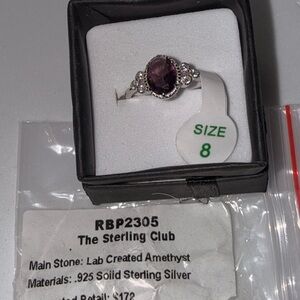 SIZE
8
RBP2305
The Sterling Club
Main Stone: Lab Created Amethyst
Materials: .925 Solid Sterling Silver
Retail: $172